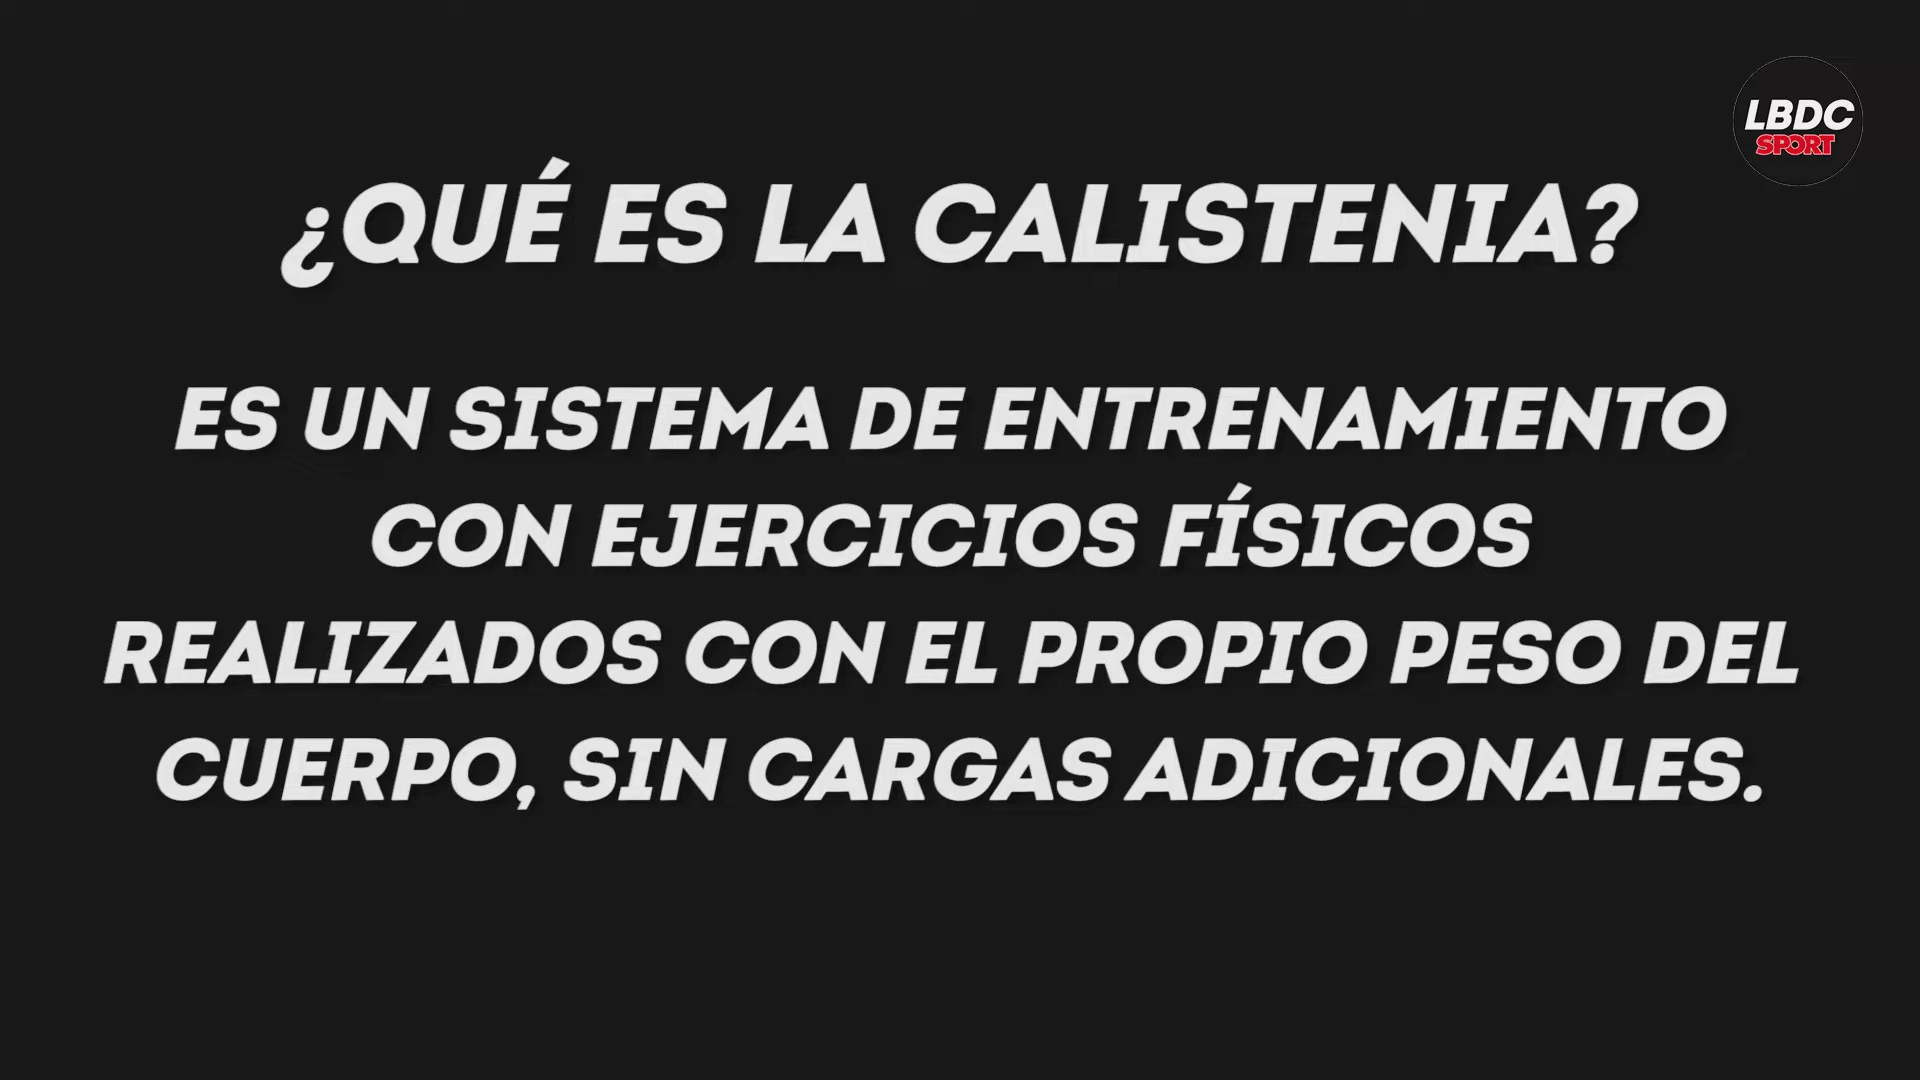 LBDC
SPORT
¿QUÉ ES LA CALISTENIA?
ES UN SISTEMA DE ENTRENAMIENTO
CON EJERCICIOS FÍSICOS
REALIZADOS CON EL PROPIO PESO DEL
CUERPO, SIN CARGAS ADICIONALES.